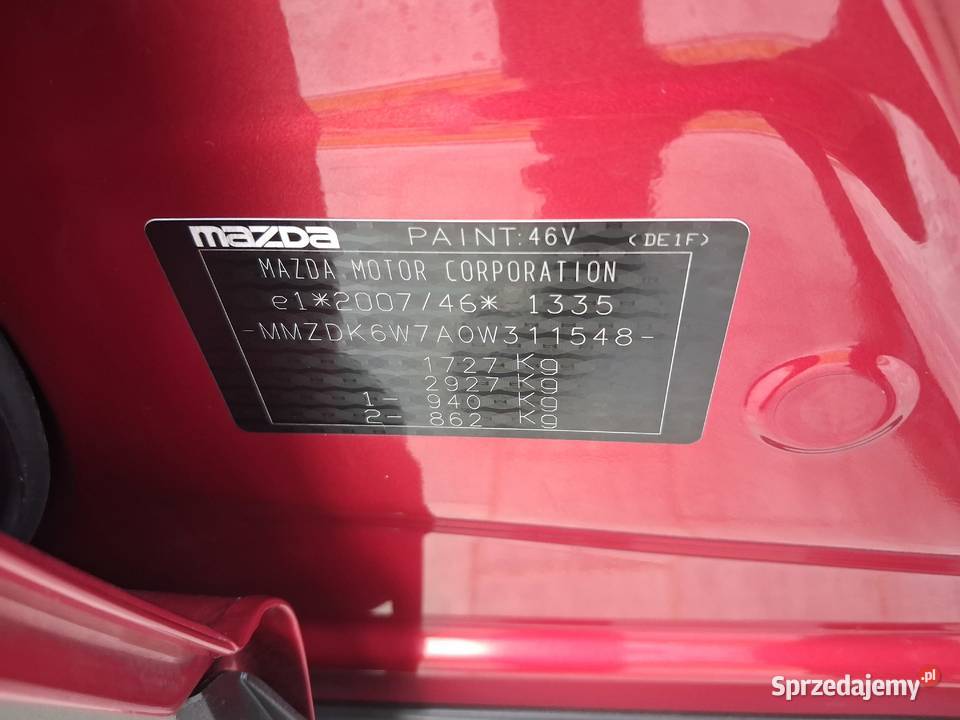 mazda PAINT:46V (DE1F)
MAZDA MOTOR CORPORATION
e1*2007/46* 1335
-MMZDK6W7A0W311548-
1727 Kg
2927 Kg
1- 940 Kg
2- 862 Kg
Sprzedajemy.pl